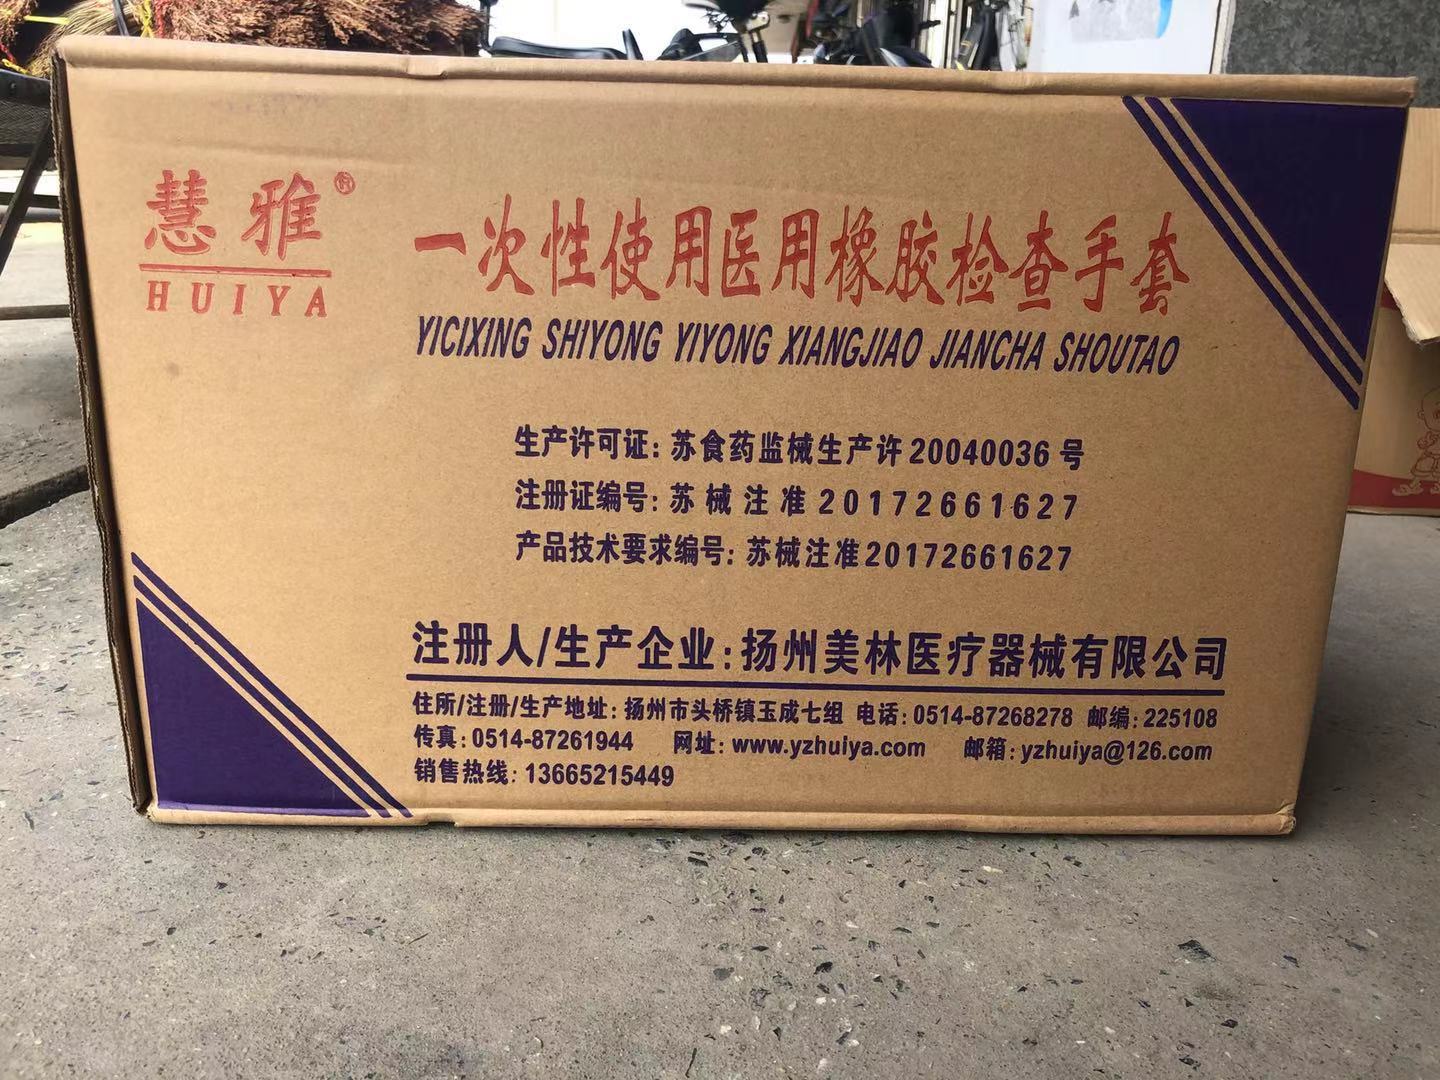 慧雅®
HUIYA
一次性使用医用橡胶检查手套
YICIXING SHIYONG YIYONG XIANGJIAO JIANCHA SHOUTAO
生产许可证：苏食药监械生产许20040036号
注册证编号：苏械注准20172661627
产品技术要求编号：苏械注准20172661627
注册人/生产企业：扬州美林医疗器械有限公司
住所/注册/生产地址：扬州市头桥镇玉成七组 电话：0514-87268278 邮编：225108
传真：0514-87261944 网址：www.yzhuiya.com 邮箱：yzhuiya@126.com
销售热线：13665215449